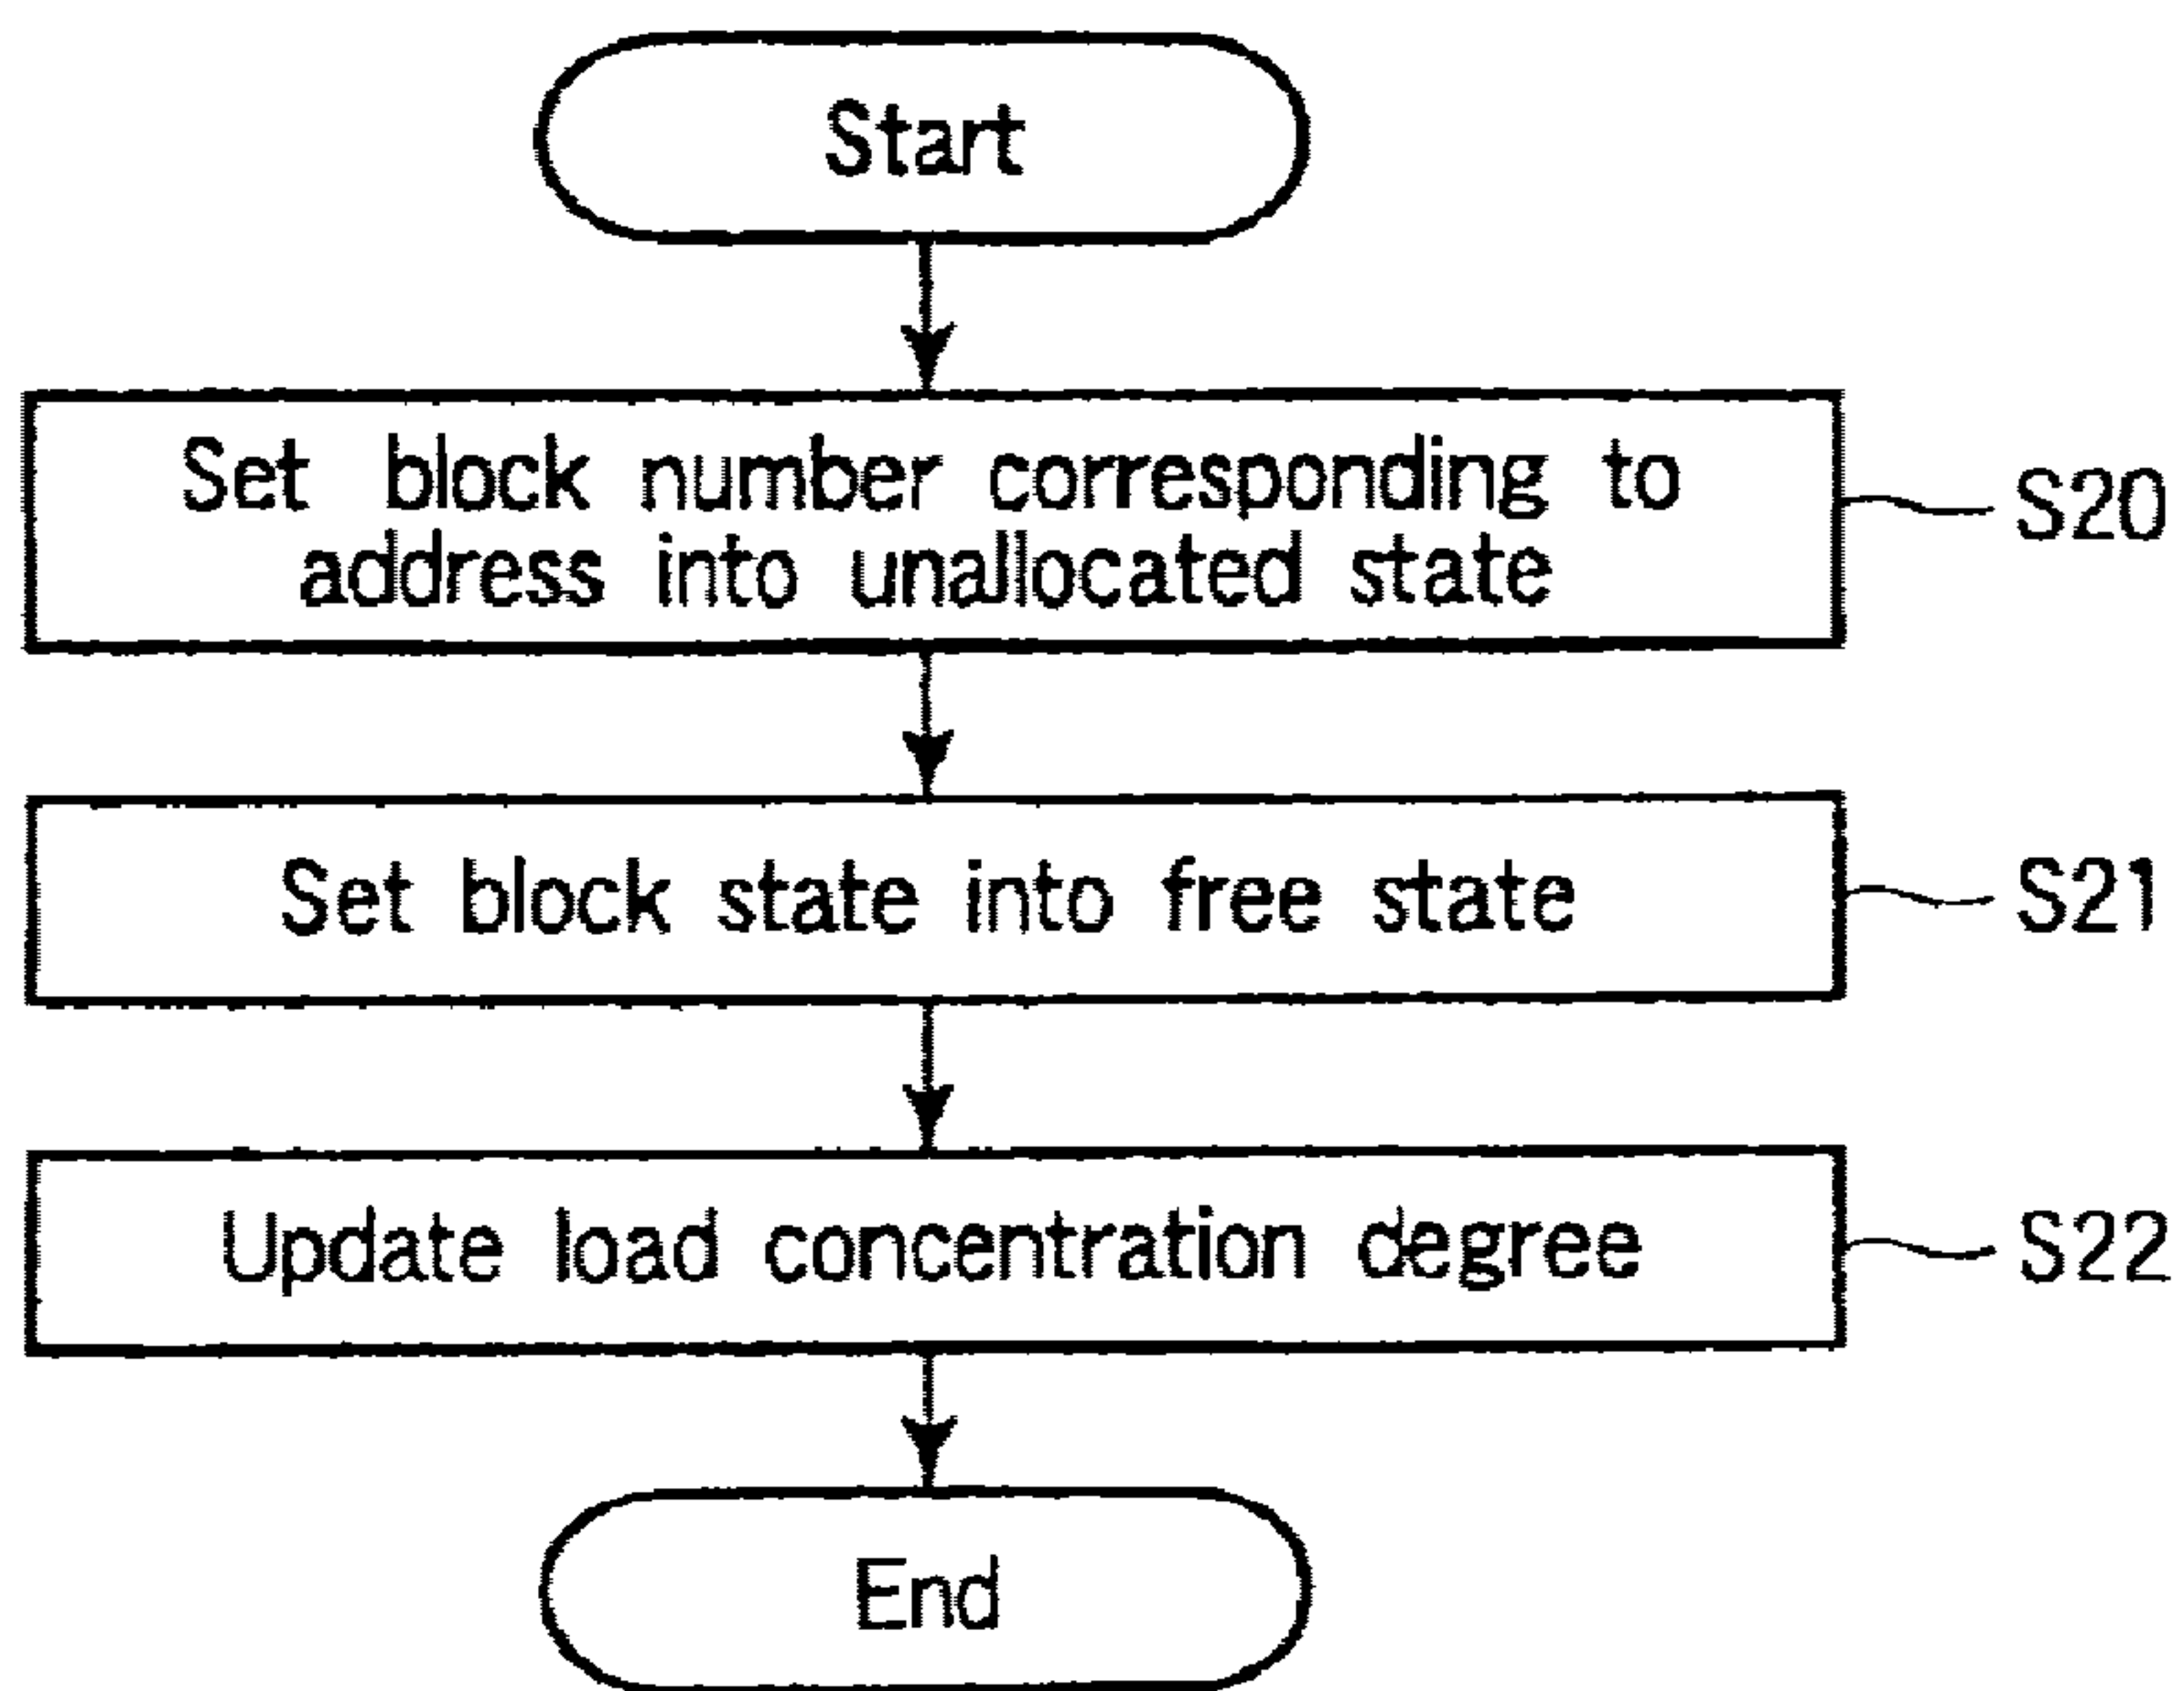 Start
Set block number corresponding to
address into unallocated state
S20
Set block state into free state
S21
Update load concentration degree
S22
End